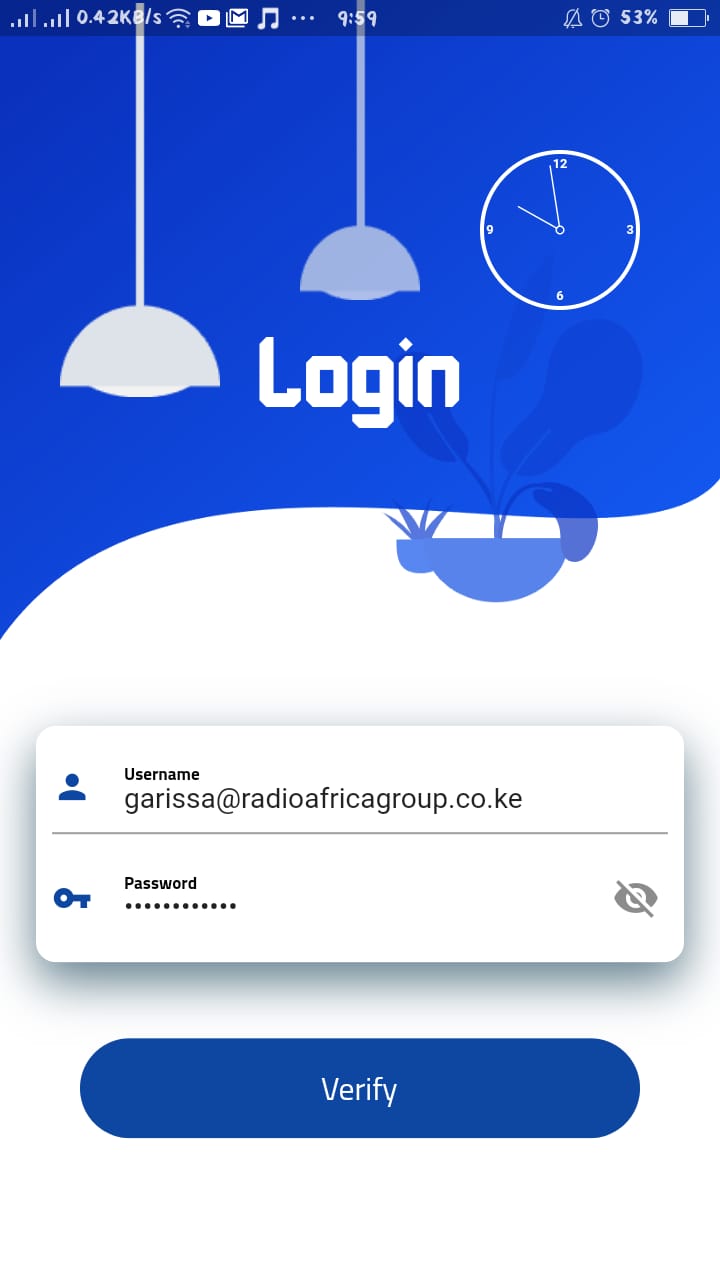 0.42KB/s 9:59 53%
12
9 3
6
Login
Username
garissa@radioafricagroup.co.ke
Password
••••••••••••
Verify